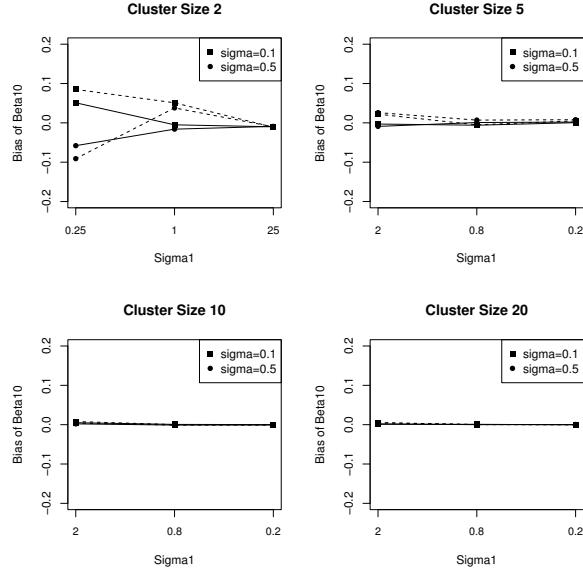 Cluster Size 2
Bias of Beta10
0.2
0.1
0.0
−0.1
−0.2
sigma=0.1
sigma=0.5
0.25
1
25
Sigma1
Cluster Size 5
Bias of Beta10
0.2
0.1
0.0
−0.1
−0.2
sigma=0.1
sigma=0.5
2
0.8
0.2
Sigma1
Cluster Size 10
Bias of Beta10
0.2
0.1
0.0
−0.1
−0.2
sigma=0.1
sigma=0.5
2
0.8
0.2
Sigma1
Cluster Size 20
Bias of Beta10
0.2
0.1
0.0
−0.1
−0.2
sigma=0.1
sigma=0.5
2
0.8
0.2
Sigma1